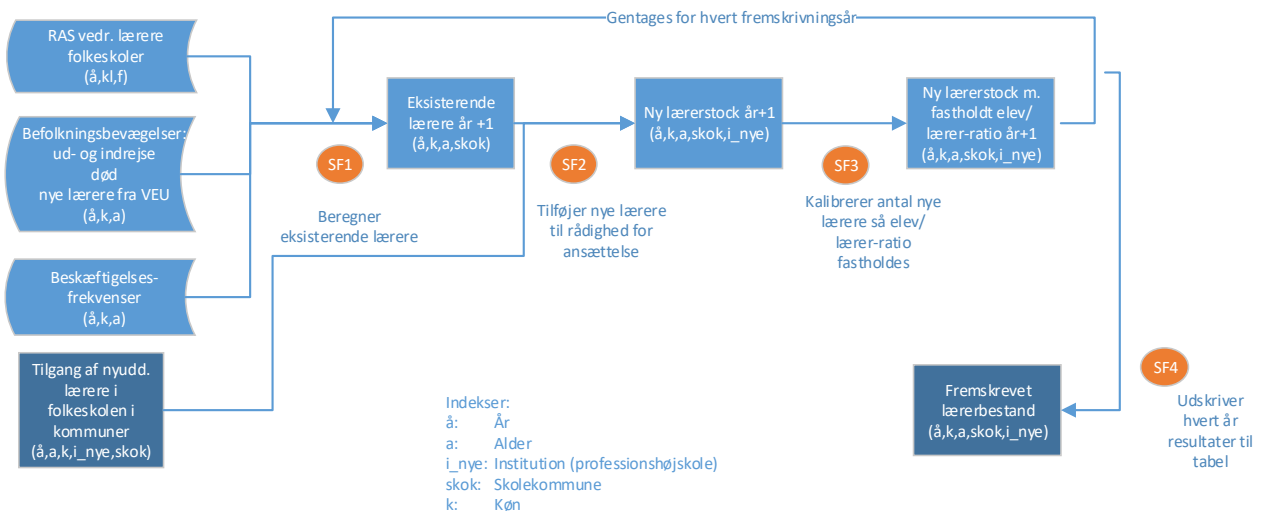 Gentages for hvert fremskrivningsår
RAS vedr. lærere
folkeskoler
(å,kl,f)
Befolkningsbevægelser:
ud- og indrejse
død
nye lærere fra VEU
(å,k,a)
Beskæftigelses-
frekvenser
(å,k,a)
Tilgang af nyudd.
lærere i
folkeskolen i
kommuner
(å,a,k,i_nye,skok)
SF1
Beregner
eksisterende lærere
Eksisterende
lærere år +1
(å,k,a,skok)
SF2
Tilføjer nye lærere
til rådighed for
ansættelse
Ny lærerstock år+1
(å,k,a,skok,i_nye)
SF3
Kalibrerer antal nye
lærere så elev/
lærer-ratio
fastholdes
Ny lærerstock m.
fastholdt elev/
lærer-ratio år+1
(å,k,a,skok,i_nye)
SF4
Udskriver
hvert år
resultater til
tabel
Fremskrevet
lærerbestand
(å,k,a,skok,i_nye)
Indekser:
å: År
a: Alder
i_nye: Institution (professionshøjskole)
skok: Skolekommune
k: Køn